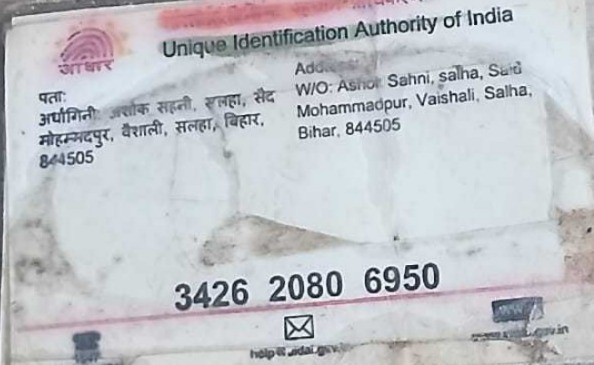 Unique Identification Authority of India
आधार
पता:
अर्धांगिनी: अशोक सहनी, सलहा, सैद
मोहम्मदपुर, वैशाली, सलहा, बिहार,
844505
W/O: Ashok Sahni, salha, Said
Mohammadpur, Vaishali, Salha,
Bihar, 844505
3426 2080 6950